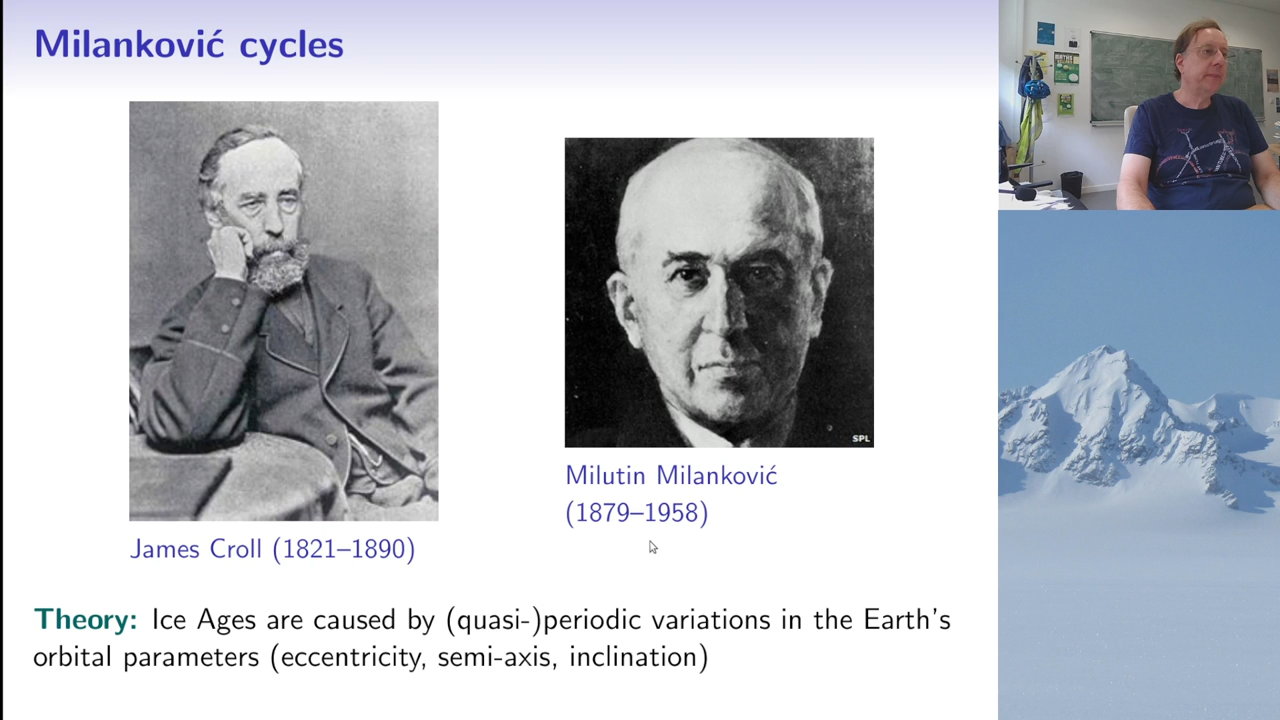 Milanković cycles
SPL
Milutin Milanković
(1879–1958)
James Croll (1821–1890)
Theory: Ice Ages are caused by (quasi-)periodic variations in the Earth's
orbital parameters (eccentricity, semi-axis, inclination)